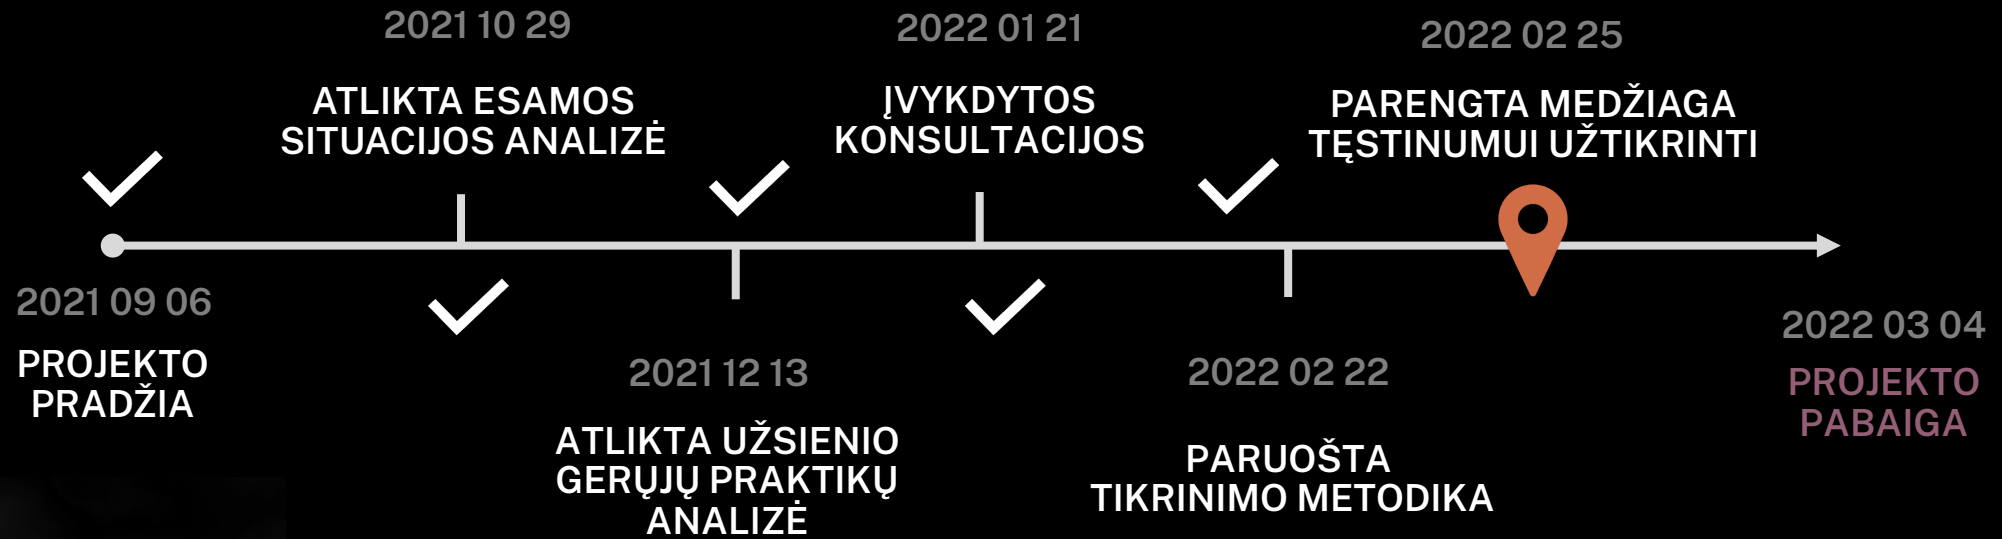 2021 09 06
PROJEKTO
PRADŽIA
2021 10 29
ATLIKTA ESAMOS
SITUACIJOS ANALIZĖ
2021 12 13
ATLIKTA UŽSIENIO
GERŲJŲ PRAKTIKŲ
ANALIZĖ
2022 01 21
ĮVYKDYTOS
KONSULTACIJOS
2022 02 22
PARUOŠTA
TIKRINIMO METODIKA
2022 02 25
PARENGTA MEDŽIAGA
TĘSTINUMUI UŽTIKRINTI
2022 03 04
PROJEKTO
PABAIGA